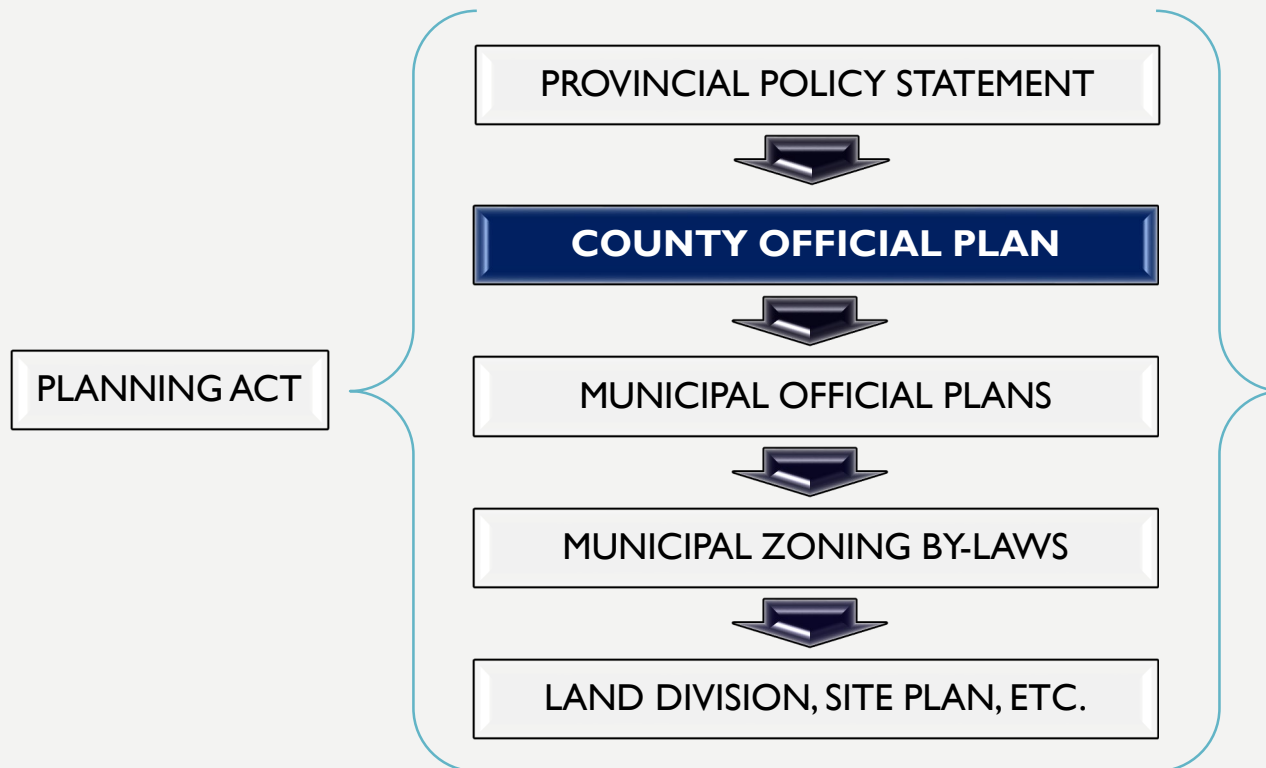 PROVINCIAL POLICY STATEMENT
COUNTY OFFICIAL PLAN
PLANNING ACT
MUNICIPAL OFFICIAL PLANS
MUNICIPAL ZONING BY-LAWS
LAND DIVISION, SITE PLAN, ETC.